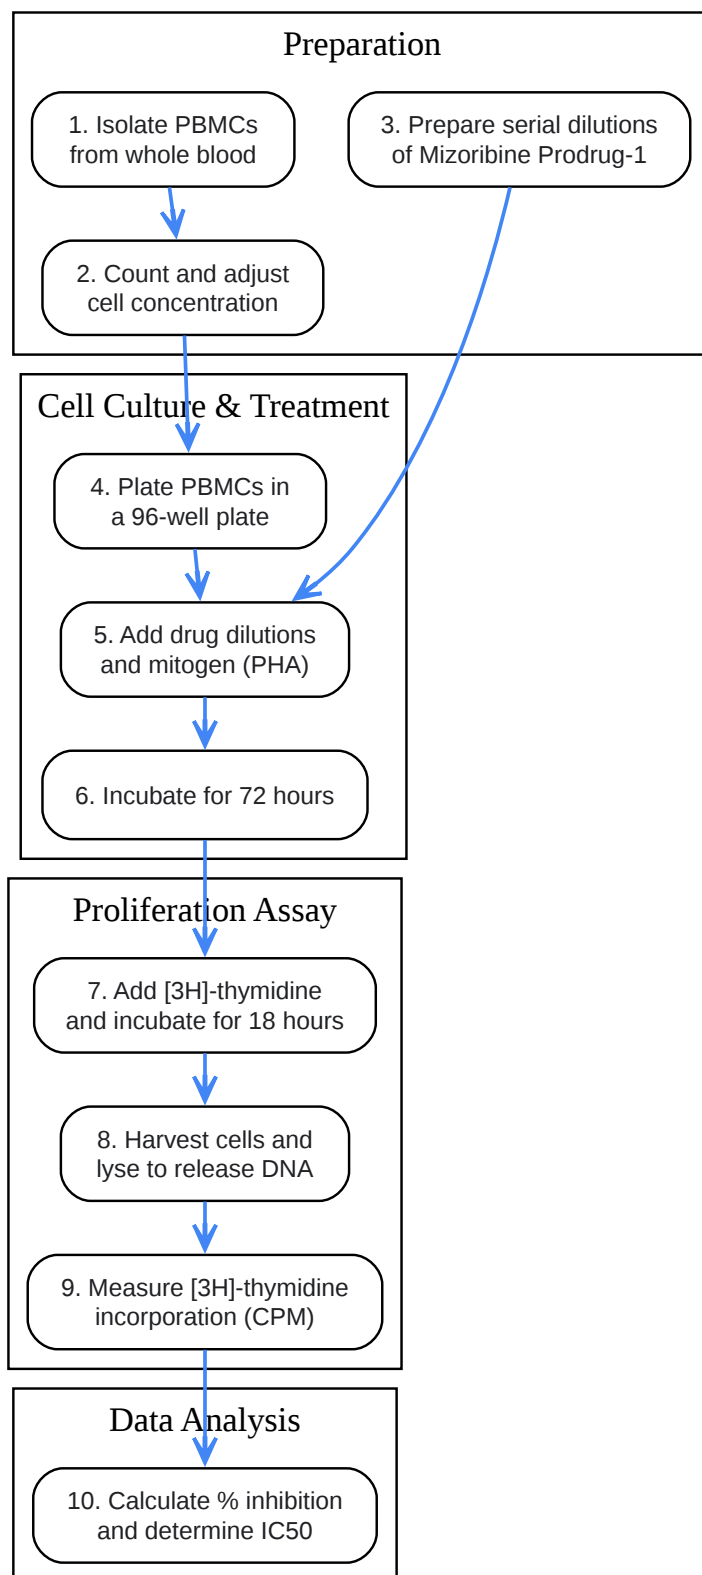 Preparation
1. Isolate PBMCs
from whole blood
3. Prepare serial dilutions
of Mizoribine Prodrug-1
2. Count and adjust
cell concentration
Cell Culture & Treatment
4. Plate PBMCs in
a 96-well plate
5. Add drug dilutions
and mitogen (PHA)
6. Incubate for 72 hours
Proliferation Assay
7. Add [3H]-thymidine
and incubate for 18 hours
8. Harvest cells and
lyse to release DNA
9. Measure [3H]-thymidine
incorporation (CPM)
Data Analysis
10. Calculate % inhibition
and determine IC50